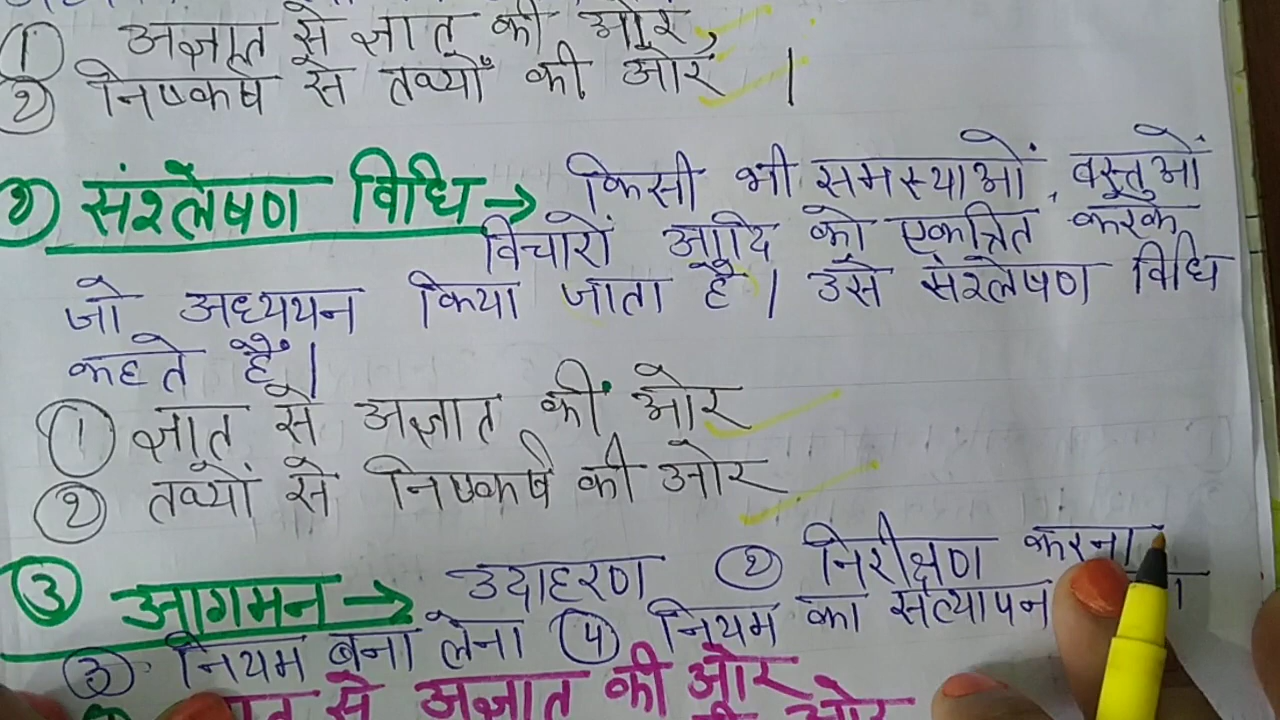 ① अज्ञात से ज्ञात की ओर,
② निष्कर्ष से तथ्यों की ओर ।
② संश्लेषण विधि → किसी भी समस्याओं, वस्तुओं
विचारों आदि को एकत्रित करके
जो अध्ययन किया जाता है । उसे संश्लेषण विधि
कहते हैं ।
① ज्ञात से अज्ञात की ओर
② तथ्यों से निष्कर्ष की ओर
③ आगमन → उदाहरण ② निरीक्षण करना
③ नियम बना लेना ④ नियम का सत्यापन
से अज्ञात की ओर
की ओर